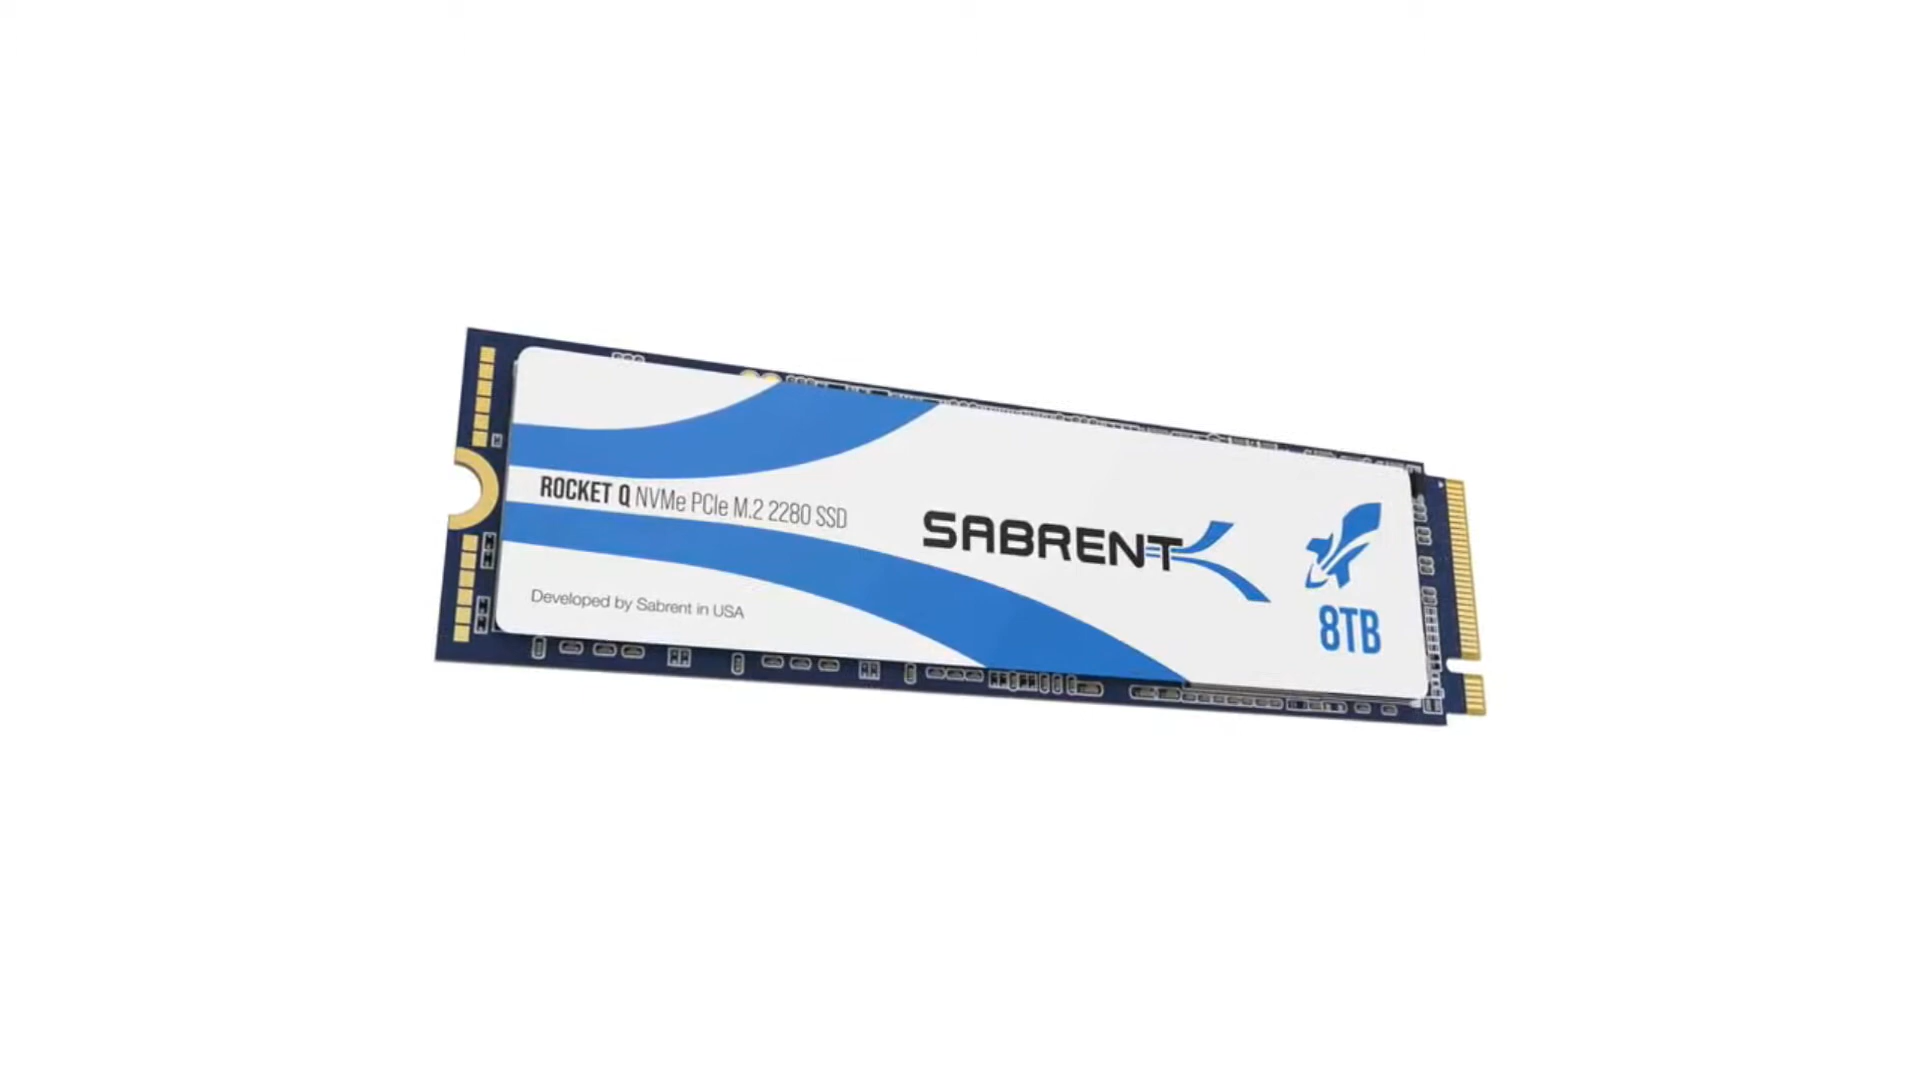 ROCKET Q NVMe PCIe M.2 2280 SSD
SABRENT
Developed by Sabrent in USA
8TB